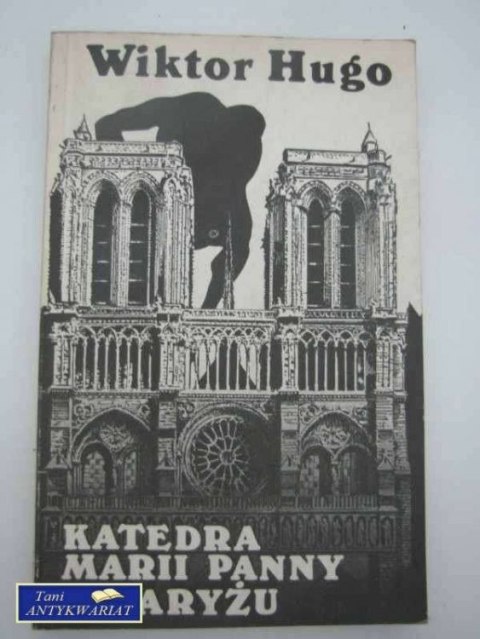 Wiktor Hugo
KATEDRA
MARII PANNY
ARYŻU
Tani
ANTYKWARIAT